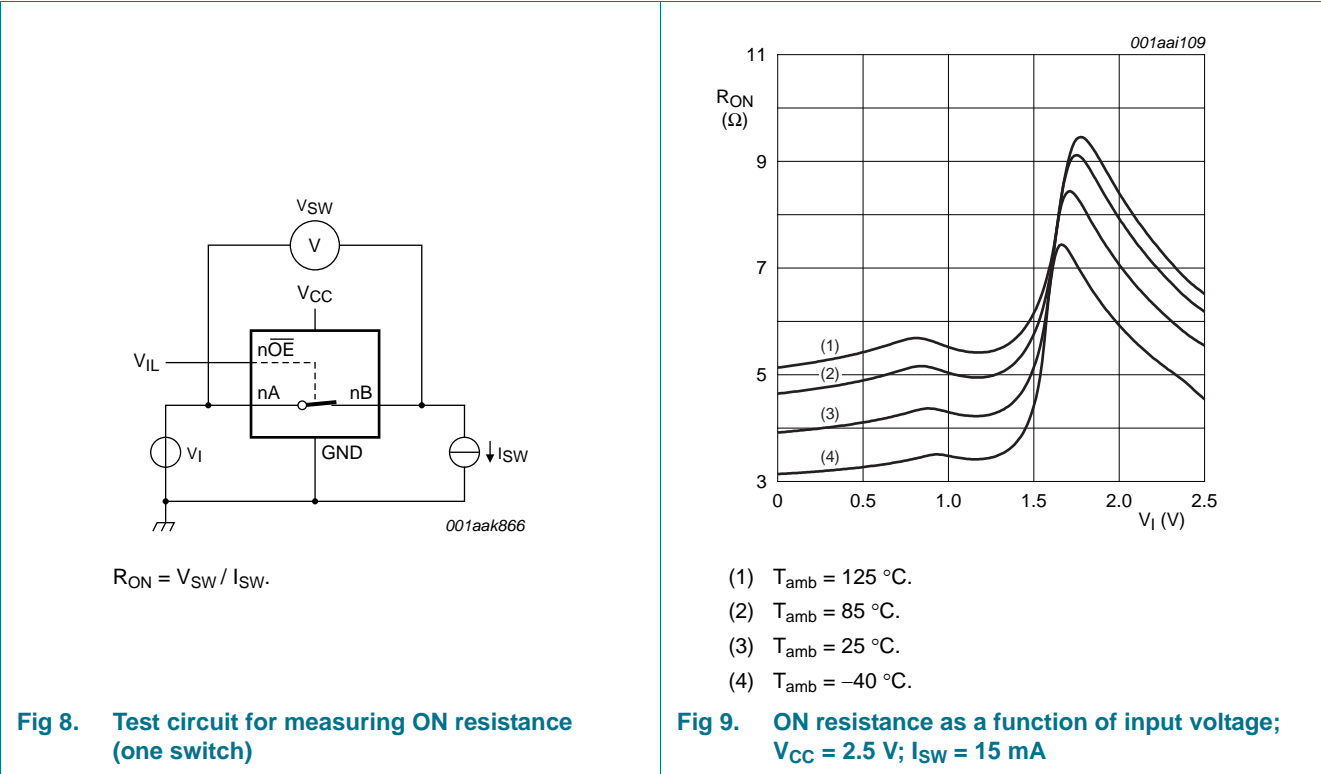 VSW
V
VCC
VIL
nOE
nA
nB
VI
GND
ISW
001aak866
RON = VSW / ISW.
Fig 8. Test circuit for measuring ON resistance
(one switch)
001aai109
RON
(Ω)
11
9
7
5
3
(1)
(2)
(3)
(4)
0 0.5 1.0 1.5 2.0 2.5
VI (V)
(1) Tamb = 125 °C.
(2) Tamb = 85 °C.
(3) Tamb = 25 °C.
(4) Tamb = −40 °C.
Fig 9. ON resistance as a function of input voltage;
VCC = 2.5 V; ISW = 15 mA